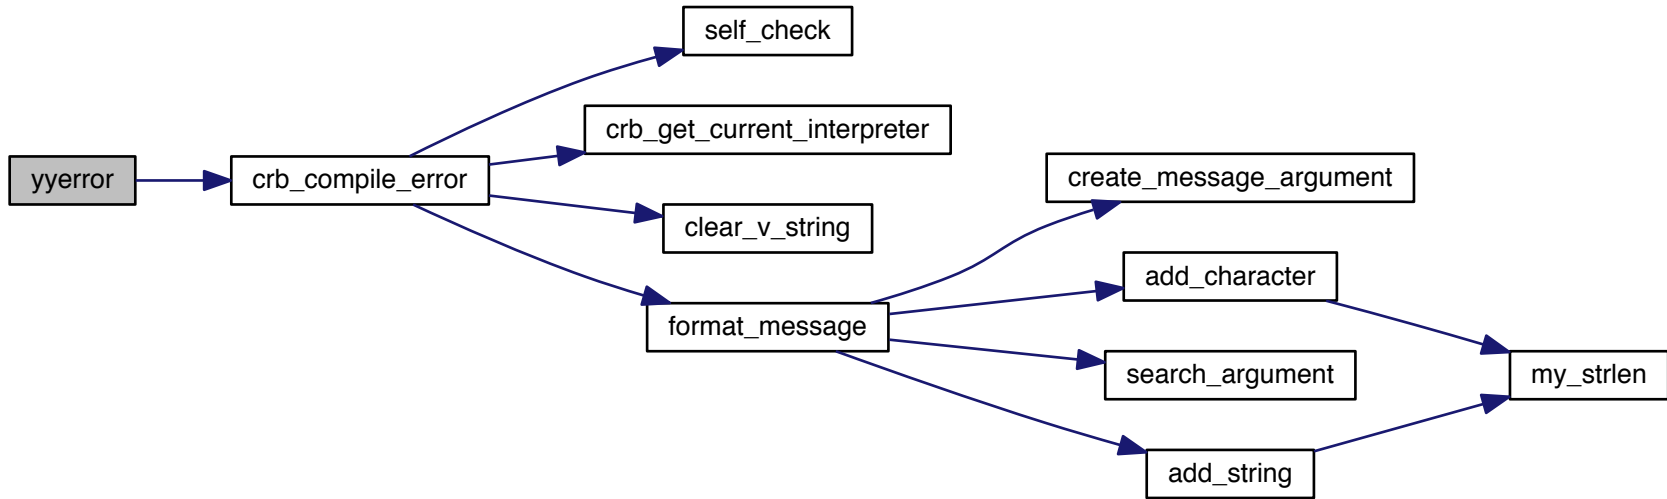 self_check
crb_get_current_interpreter
yyerror
crb_compile_error
create_message_argument
clear_v_string
add_character
format_message
search_argument
my_strlen
add_string